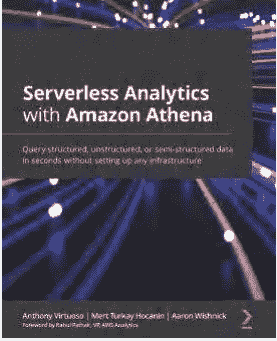 Serverless Analytics
with Amazon Athena
Query structured, unstructured, or semi-structured data
in seconds without setting up any infrastructure
Anthony Virtuoso | Mert Turkay Hocanin | Aaron Wishnick
Foreword by Rahul Pathak, VP, AWS Analytics